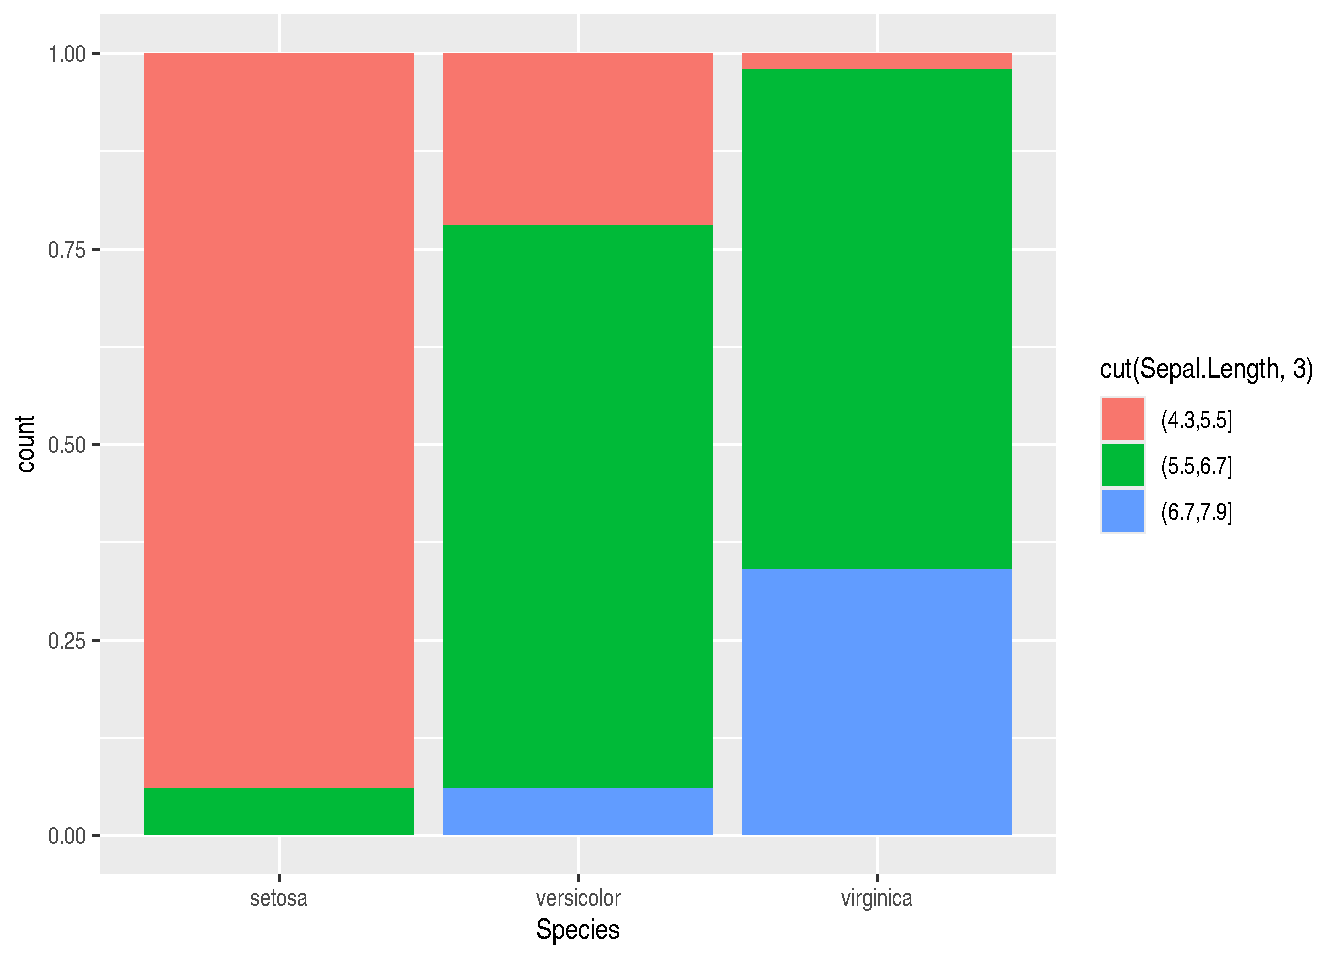 1.00
0.75
0.50
0.25
0.00
count
setosa
versicolor
virginica
Species
cut(Sepal.Length, 3)
(4.3,5.5]
(5.5,6.7]
(6.7,7.9]